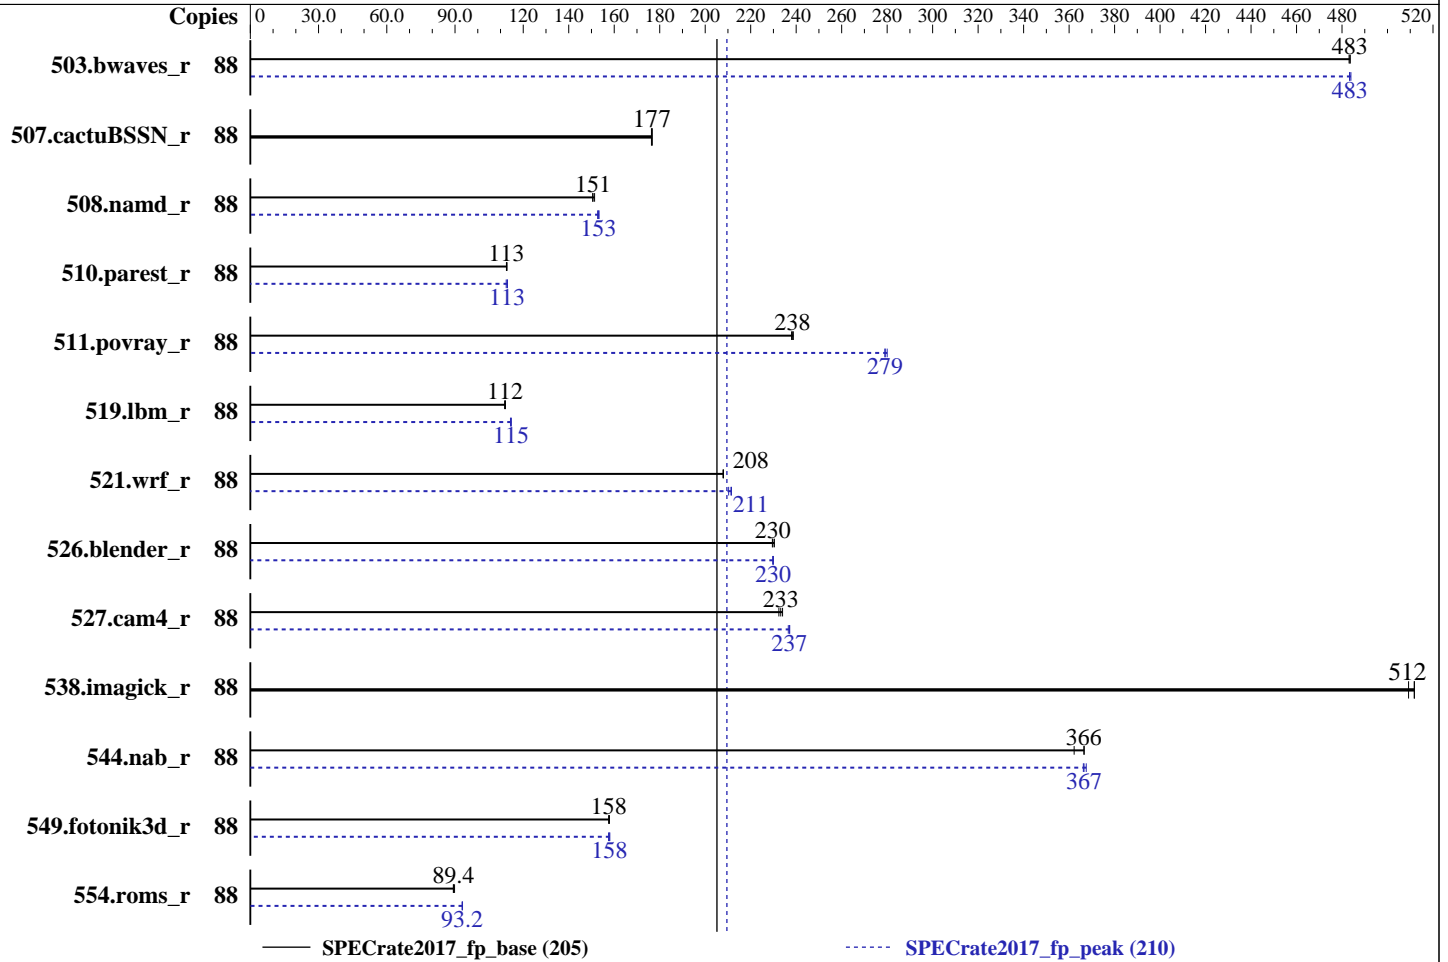 Copies 0 30.0 60.0 90.0 120 140 160 180 200 220 240 260 280 300 320 340 360 380 400 420 440 460 480 520
483
503.bwaves_r 88
483
177
507.cactuBSSN_r 88
151
508.namd_r 88
153
113
510.parest_r 88
113
238
511.povray_r 88
279
112
519.lbm_r 88
115
208
521.wrf_r 88
211
230
526.blender_r 88
230
233
527.cam4_r 88
237
512
538.imagick_r 88
366
544.nab_r 88
367
158
549.fotonik3d_r 88
158
89.4
554.roms_r 88
93.2
SPECrate2017_fp_base (205) SPECrate2017_fp_peak (210)